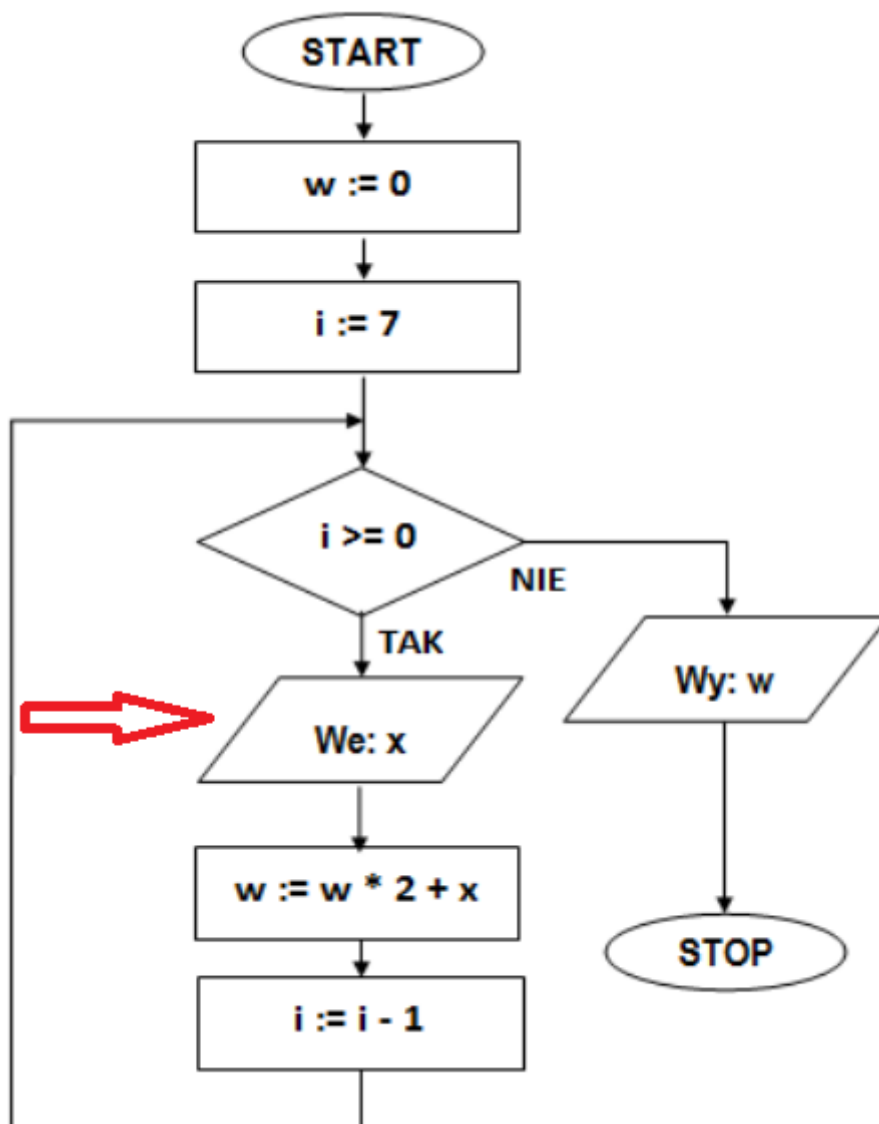 START
w := 0
i := 7
i >= 0
NIE
TAK
Wy: w
We: x
w := w * 2 + x
STOP
i := i - 1